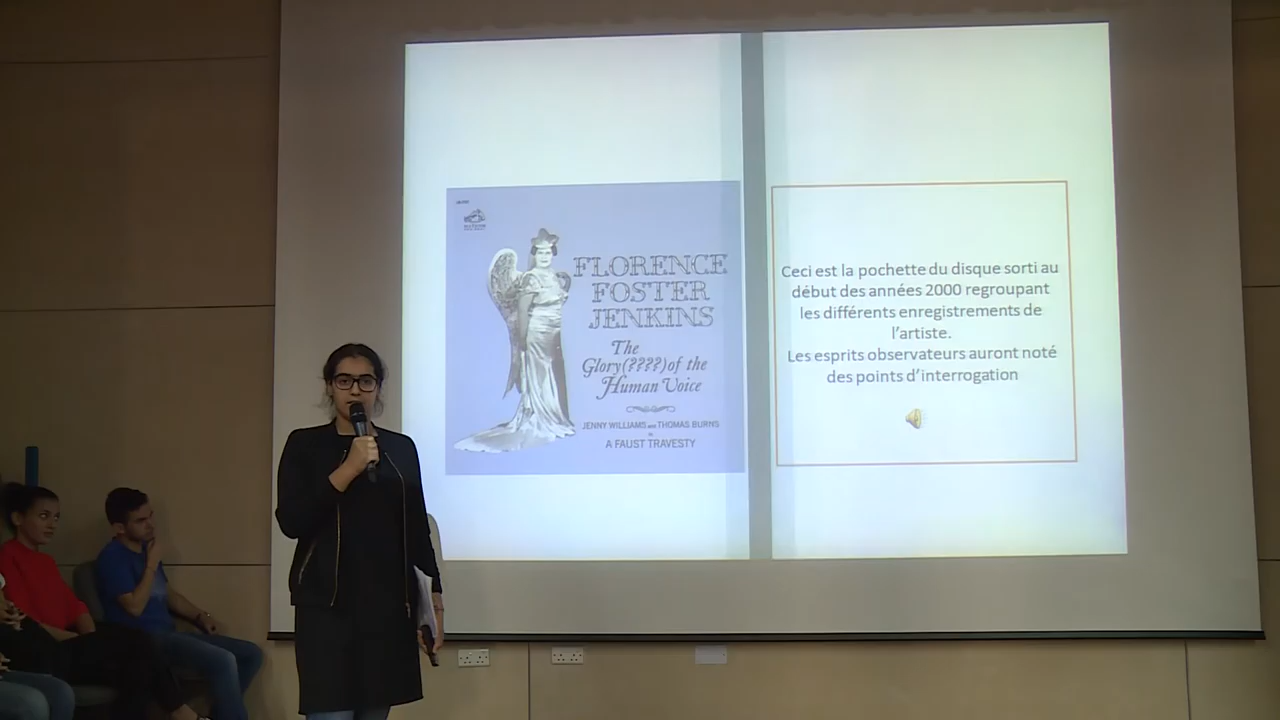 FLORENCE
FOSTER
JENKINS
The
Glory(????)of the
Human Voice
JENNY WILLIAMS and THOMAS BURNS
A FAUST TRAVESTY
Ceci est la pochette du disque sorti au
début des années 2000 regroupant
les différents enregistrements de
l'artiste.
Les esprits observateurs auront noté
des points d'interrogation